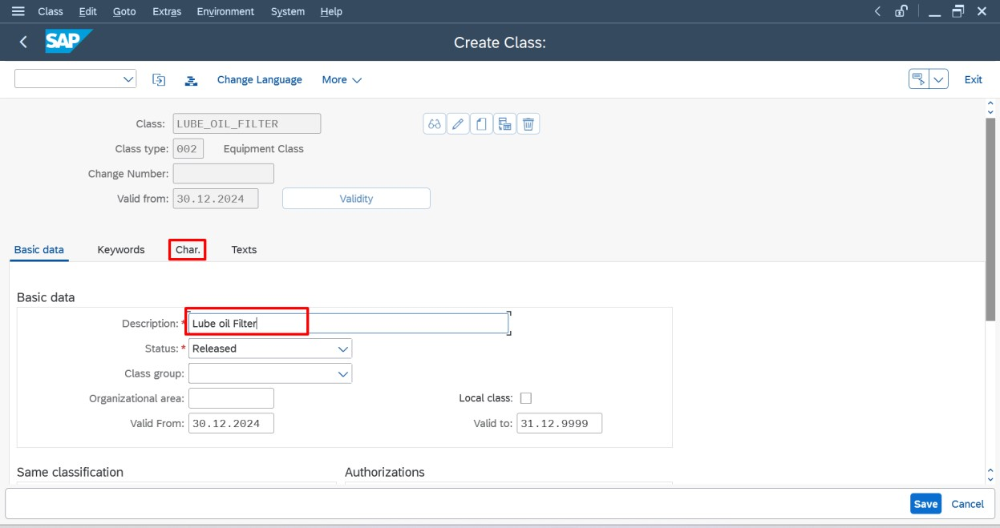 Class Edit Goto Extras Environment System Help
SAP Create Class:
Change Language More Exit
Class: LUBE_OIL_FILTER
Class type: 002 Equipment Class
Change Number:
Valid from: 30.12.2024 Validity
Basic data Keywords Char. Texts
Basic data
Description: * Lube oil Filter
Status: * Released
Class group:
Organizational area: Local class:
Valid From: 30.12.2024 Valid to: 31.12.9999
Same classification Authorizations
Save Cancel